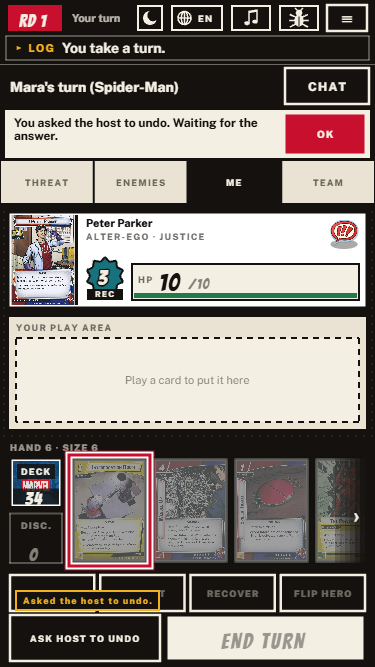 RD 1 Your turn EN
LOG You take a turn.
Mara's turn (Spider-Man) CHAT
You asked the host to undo. Waiting for the
answer.
OK
THREAT ENEMIES ME TEAM
Peter Parker
ALTER-EGO · JUSTICE
3
REC
HP 10 /10
YOUR PLAY AREA
Play a card to put it here
HAND 6 · SIZE 6
DECK
MARVEL
34
DISC.
0
RECOVER FLIP HERO
Asked the host to undo.
ASK HOST TO UNDO END TURN